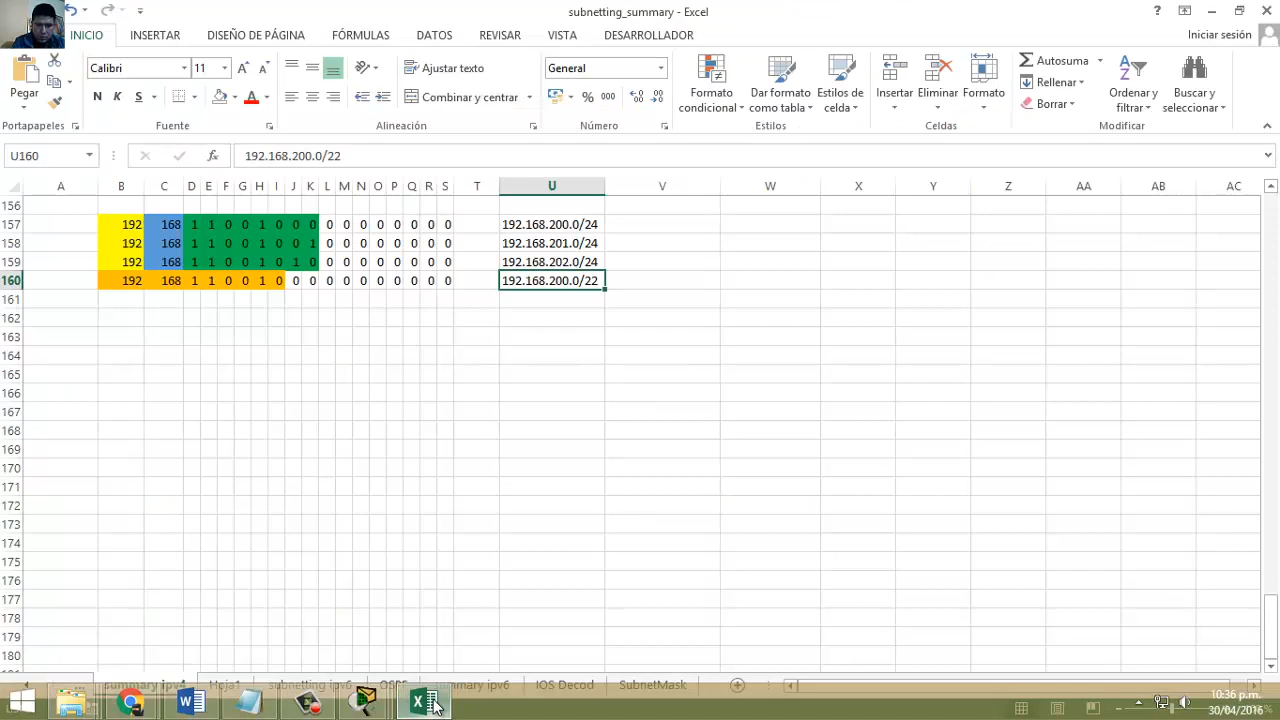 subnetting_summary - Excel
INICIO INSERTAR DISEÑO DE PÁGINA FÓRMULAS DATOS REVISAR VISTA DESARROLLADOR Iniciar sesión
Pegar
Calibri 11
N K S
Ajustar texto
Combinar y centrar
General
% 000
Formato condicional
Dar formato como tabla
Estilos de celda
Insertar
Eliminar
Formato
Autosuma
Rellenar
Borrar
Ordenar y filtrar
Buscar y seleccionar
Portapapeles Fuente Alineación Número Estilos Celdas Modificar
U160 fx 192.168.200.0/22
A B C D E F G H I J K L M N O P Q R S T U V W X Y Z AA AB AC
156
157 192 168 1 1 0 0 1 0 0 0 0 0 0 0 0 0 0 0 192.168.200.0/24
158 192 168 1 1 0 0 1 0 0 1 0 0 0 0 0 0 0 0 192.168.201.0/24
159 192 168 1 1 0 0 1 0 1 0 0 0 0 0 0 0 0 0 192.168.202.0/24
160 192 168 1 1 0 0 1 0 0 0 0 0 0 0 0 0 0 0 192.168.200.0/22
161
162
163
164
165
166
167
168
169
170
171
172
173
174
175
176
177
178
179
180
summary ipv4 Hoja1 subnetting ipv6 OSPF summary ipv6 IOS Decod SubnetMask
10:36 p.m.
30/04/2016